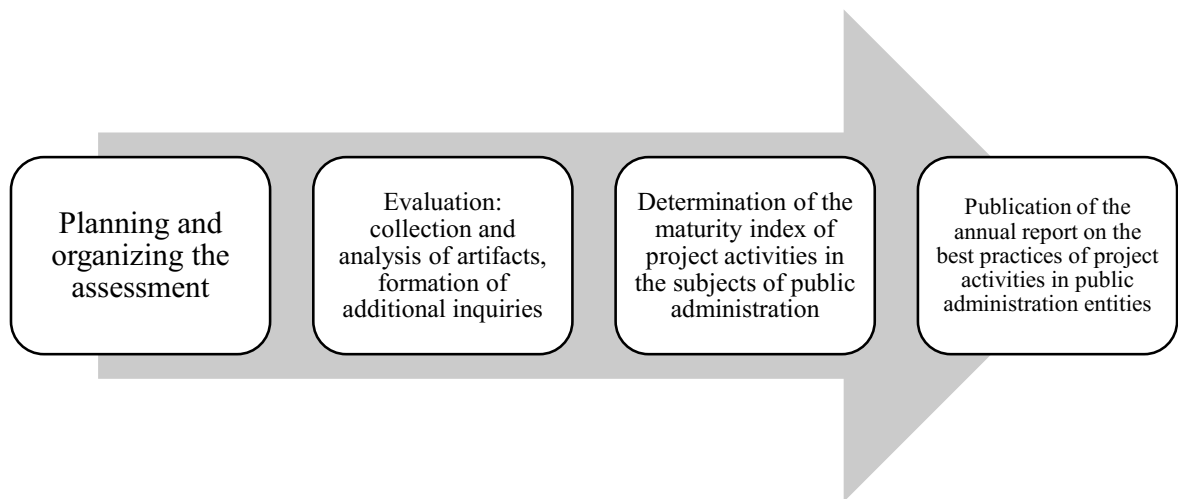 Planning and
organizing the
assessment
Evaluation:
collection and
analysis of artifacts,
formation of
additional inquiries
Determination of the
maturity index of
project activities in
the subjects of public
administration
Publication of the
annual report on the
best practices of project
activities in public
administration entities